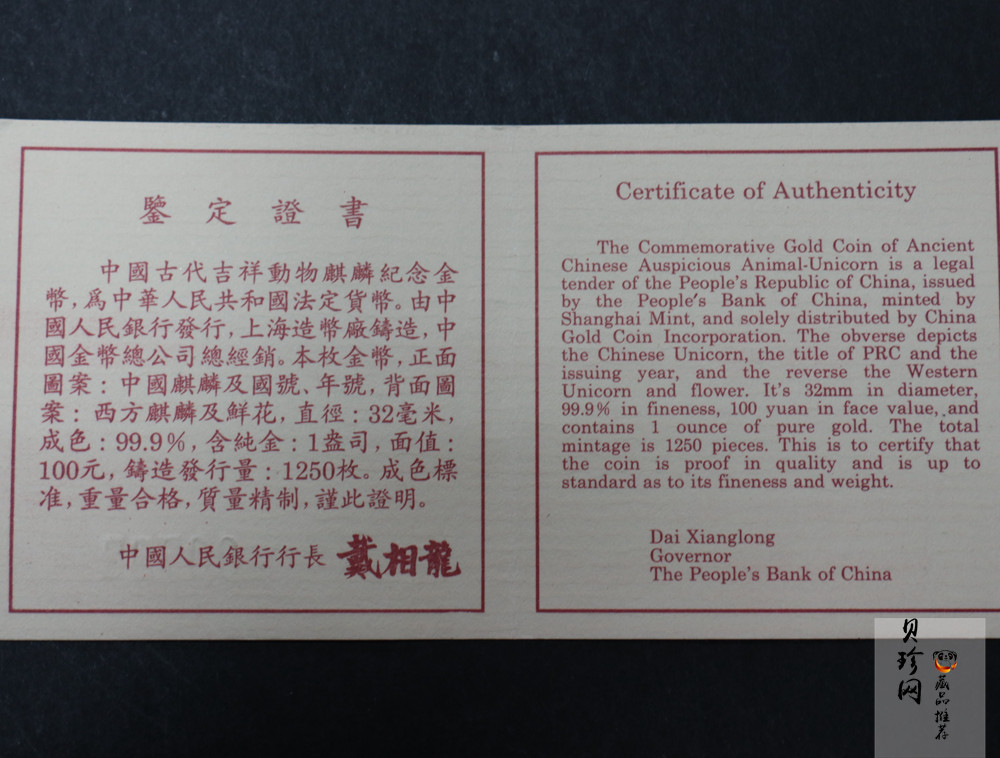 鑒定證書
中國古代吉祥動物麒麟紀念金
幣，爲中華人民共和國法定貨幣。由中
國人民銀行發行，上海造幣廠鑄造，中
國金幣總公司總經銷。本枚金幣，正面
圖案：中國麒麟及國號、年號，背面圖
案：西方麒麟及鮮花，直徑：32毫米，
成色：99.9%，含純金：1盎司，面值：
100元，鑄造發行量：1250枚。成色標
准，重量合格，質量精制，謹此證明。
中國人民銀行行長 戴相龍
Certificate of Authenticity
The Commemorative Gold Coin of Ancient
Chinese Auspicious Animal-Unicorn is a legal
tender of the People's Republic of China, issued
by the People's Bank of China, minted by
Shanghai Mint, and solely distributed by China
Gold Coin Incorporation. The obverse depicts
the Chinese Unicorn, the title of PRC and the
issuing year, and the reverse the Western
Unicorn and flower. It's 32mm in diameter,
99.9% in fineness, 100 yuan in face value, and
contains 1 ounce of pure gold. The total
mintage is 1250 pieces. This is to certify that
the coin is proof in quality and is up to
standard as to its fineness and weight.
Dai Xianglong
Governor
The People's Bank of China
贝珍网
藏品推荐